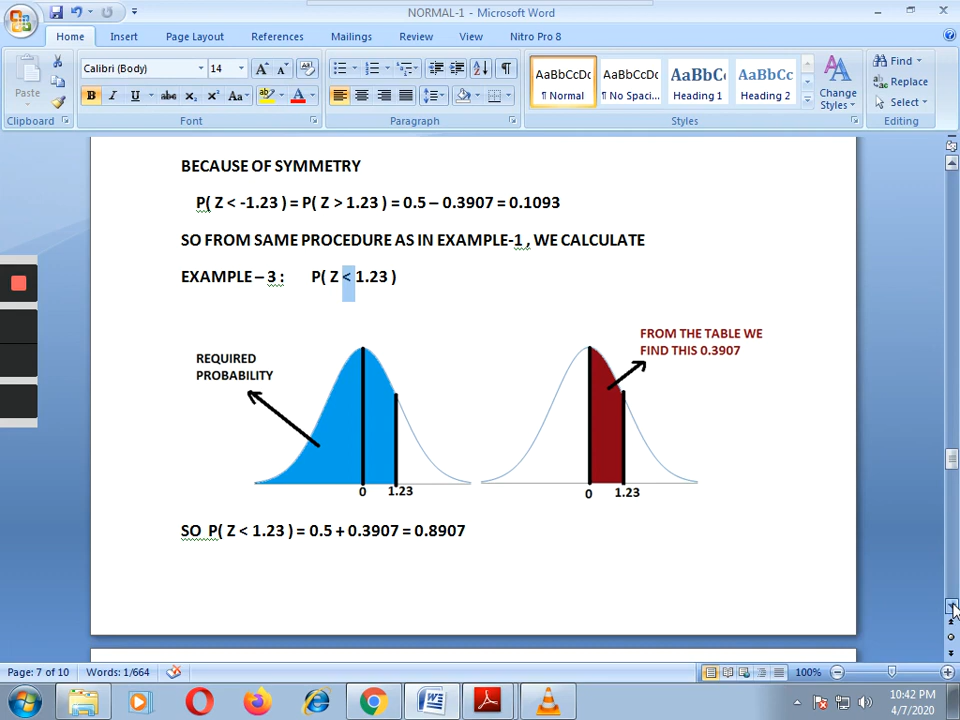 NORMAL-1 - Microsoft Word
Home Insert Page Layout References Mailings Review View Nitro Pro 8
Paste
Calibri (Body) 14
AaBbCcDc AaBbCcDc AaBbC AaBbCc
¶ Normal ¶ No Spaci... Heading 1 Heading 2
Change Styles
Find
Replace
Select
Clipboard Font Paragraph Styles Editing
BECAUSE OF SYMMETRY
P( Z < -1.23 ) = P( Z > 1.23 ) = 0.5 – 0.3907 = 0.1093
SO FROM SAME PROCEDURE AS IN EXAMPLE-1 , WE CALCULATE
EXAMPLE – 3 : P( Z < 1.23 )
REQUIRED
PROBABILITY
0 1.23
FROM THE TABLE WE
FIND THIS 0.3907
0 1.23
SO P( Z < 1.23 ) = 0.5 + 0.3907 = 0.8907
Page: 7 of 10 Words: 1/664 100%
10:42 PM
4/7/2020